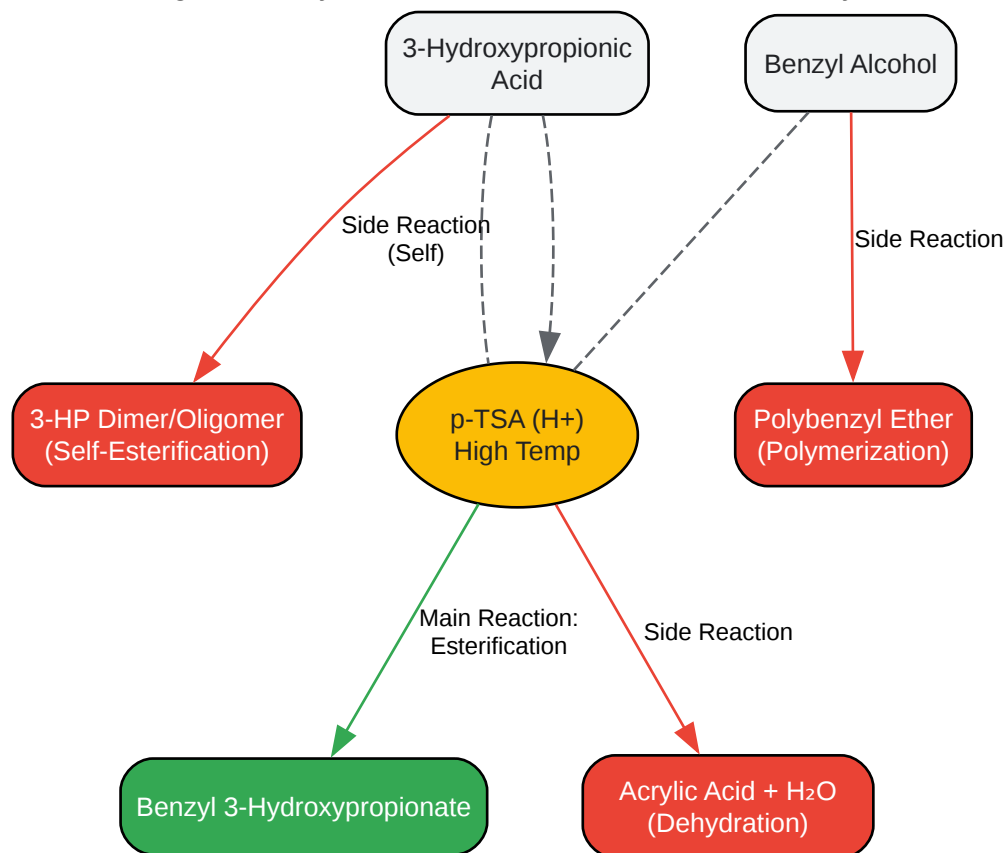 3-Hydroxypropionic
Acid
Benzyl Alcohol
Side Reaction
(Self)
Side Reaction
3-HP Dimer/Oligomer
(Self-Esterification)
p-TSA (H+)
High Temp
Polybenzyl Ether
(Polymerization)
Main Reaction:
Esterification
Side Reaction
Benzyl 3-Hydroxypropionate
Acrylic Acid + H₂O
(Dehydration)